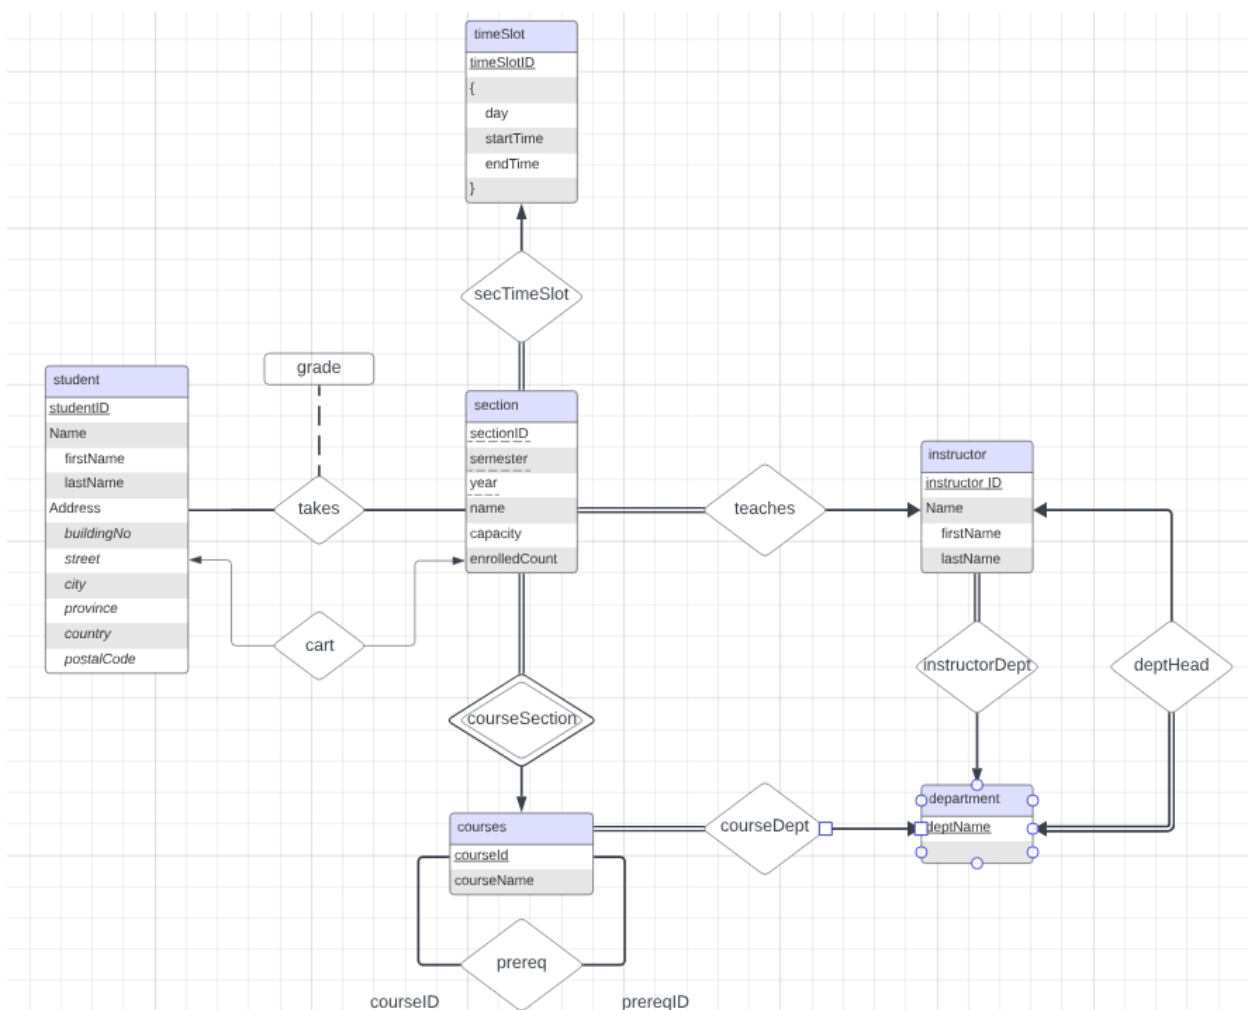 timeSlot
timeSlotID
{
day
startTime
endTime
}
secTimeSlot
grade
student
studentID
Name
firstName
lastName
Address
buildingNo
street
city
province
country
postalCode
takes
cart
section
sectionID
semester
year
name
capacity
enrolledCount
teaches
instructor
instructor_ID
Name
firstName
lastName
instructorDept
deptHead
courseSection
courses
courseId
courseName
courseDept
department
deptName
prereq
courseID
prereqID